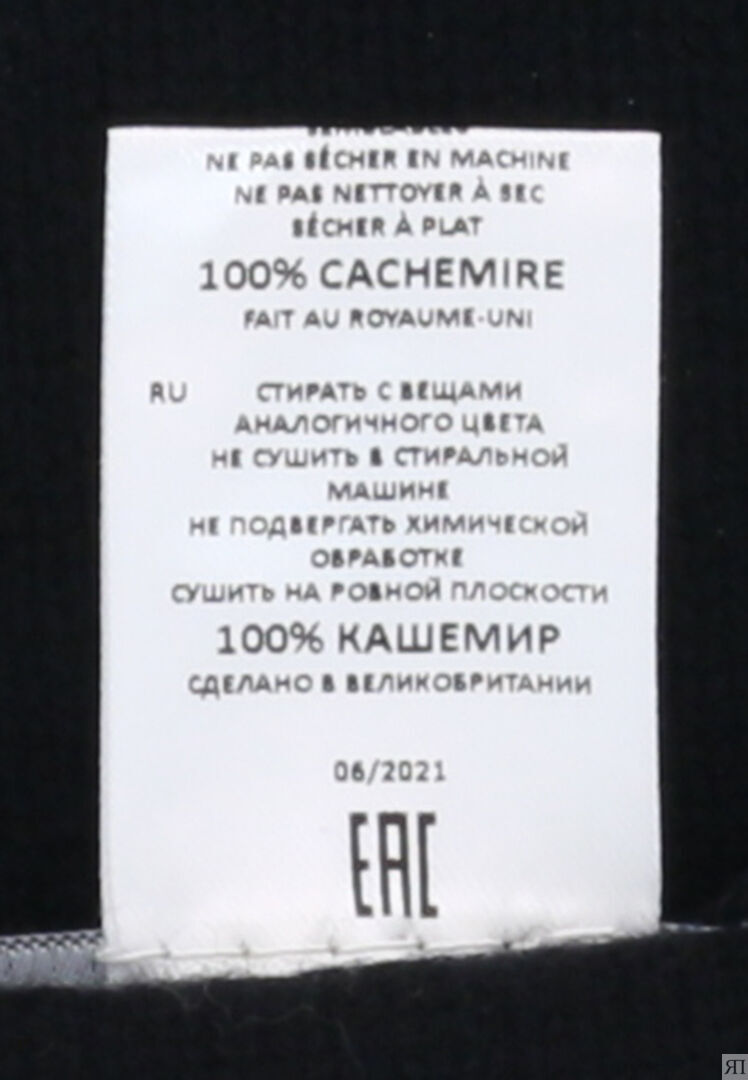 NE PAS SÉCHER EN MACHINE
NE PAS NETTOYER À SEC
SÉCHER À PLAT
100% CACHEMIRE
FAIT AU ROYAUME-UNI
RU СТИРАТЬ С ВЕЩАМИ
АНАЛОГИЧНОГО ЦВЕТА
НЕ СУШИТЬ В СТИРАЛЬНОЙ
МАШИНЕ
НЕ ПОДВЕРГАТЬ ХИМИЧЕСКОЙ
ОБРАБОТКЕ
СУШИТЬ НА РОВНОЙ ПЛОСКОСТИ
100% КАШЕМИР
СДЕЛАНО В ВЕЛИКОБРИТАНИИ
06/2021
EAC
ЯП